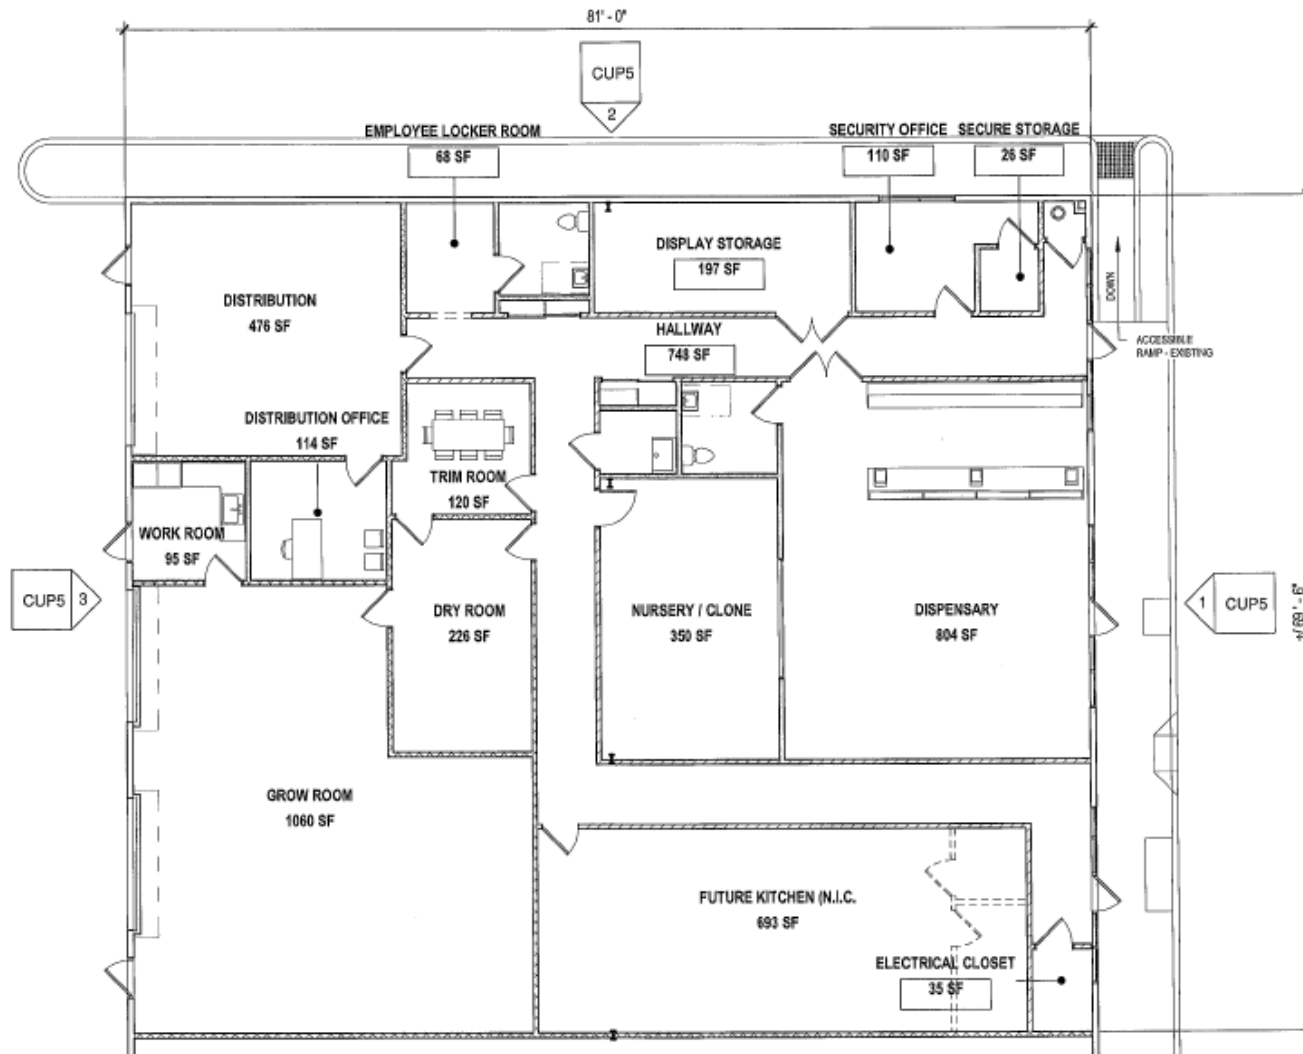 81' - 0"
CUP5
2
EMPLOYEE LOCKER ROOM
68 SF
SECURITY OFFICE
110 SF
SECURE STORAGE
26 SF
DISPLAY STORAGE
197 SF
DISTRIBUTION
476 SF
HALLWAY
748 SF
DOWN
ACCESSIBLE
RAMP - EXISTING
DISTRIBUTION OFFICE
114 SF
TRIM ROOM
120 SF
WORK ROOM
95 SF
CUP5
3
DRY ROOM
226 SF
NURSERY / CLONE
350 SF
DISPENSARY
804 SF
1
CUP5
GROW ROOM
1060 SF
FUTURE KITCHEN (N.I.C.
693 SF
ELECTRICAL CLOSET
35 SF